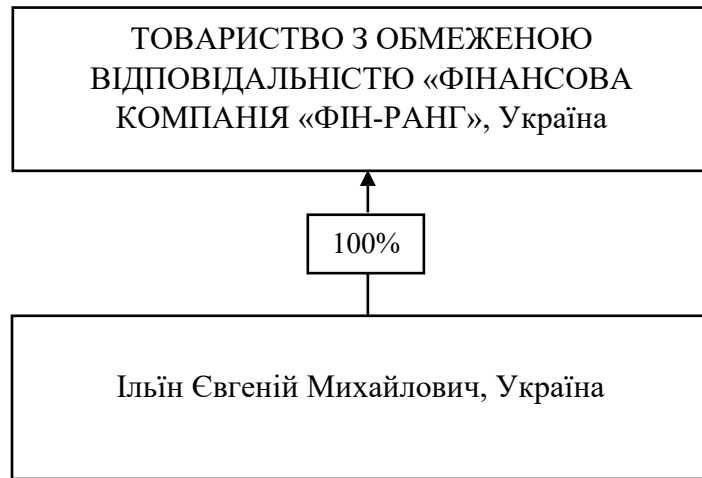 ТОВАРИСТВО З ОБМЕЖЕНОЮ
ВІДПОВІДАЛЬНІСТЮ «ФІНАНСОВА
КОМПАНІЯ «ФІН-РАНГ», Україна
100%
Ільїн Євгеній Михайлович, Україна